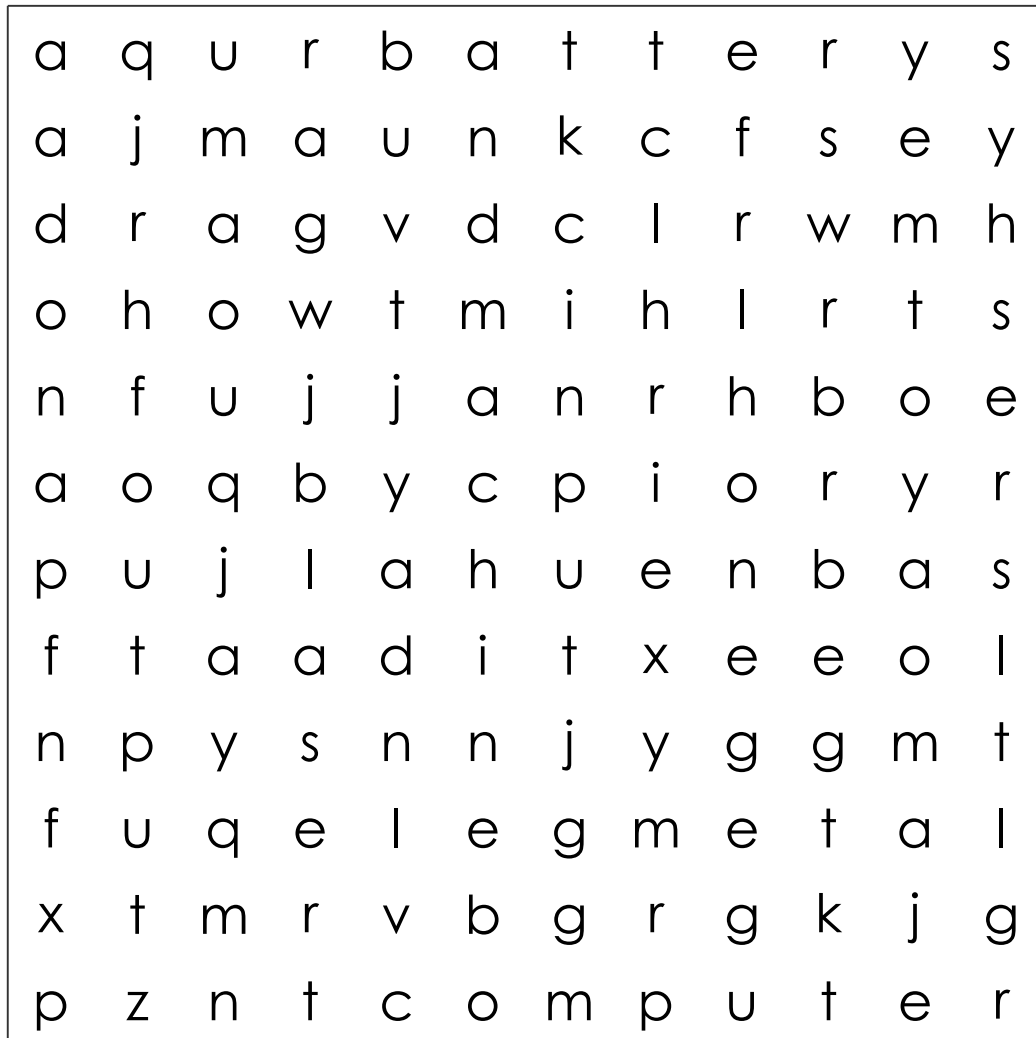 a q u r b a t t e r y s
a j m a u n k c f s e y
d r a g v d c l r w m h
o h o w t m i h l r t s
n f u j j a n r h b o e
a o q b y c p i o r y r
p u j l a h u e n b a s
f t a a d i t x e e o l
n p y s n n j y g g m t
f u q e l e g m e t a l
x t m r v b g r g k j g
p z n t c o m p u t e r